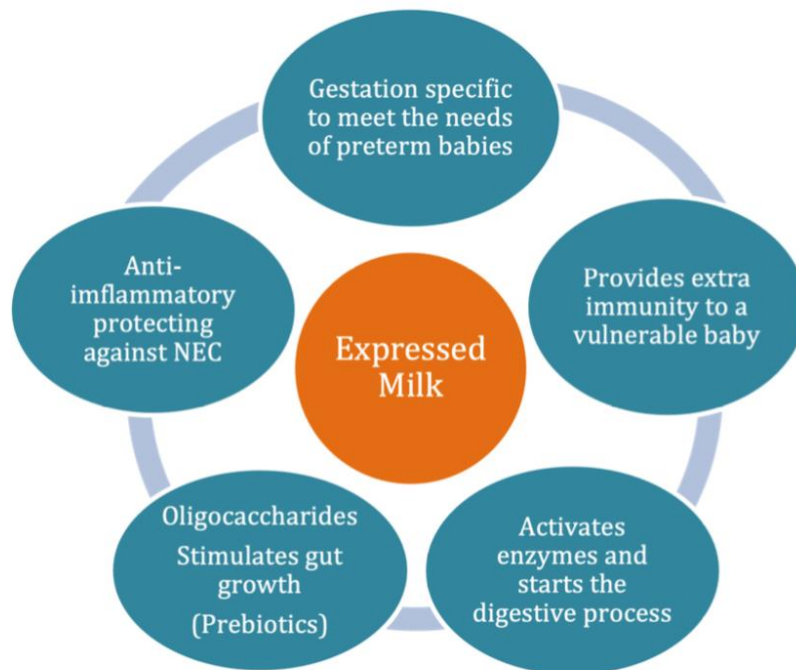 Gestation specific
to meet the needs
of preterm babies
Provides extra
immunity to a
vulnerable baby
Activates
enzymes and
starts the
digestive process
Oligocaccharides
Stimulates gut
growth
(Prebiotics)
Anti-
imflammatory
protecting
against NEC
Expressed
Milk